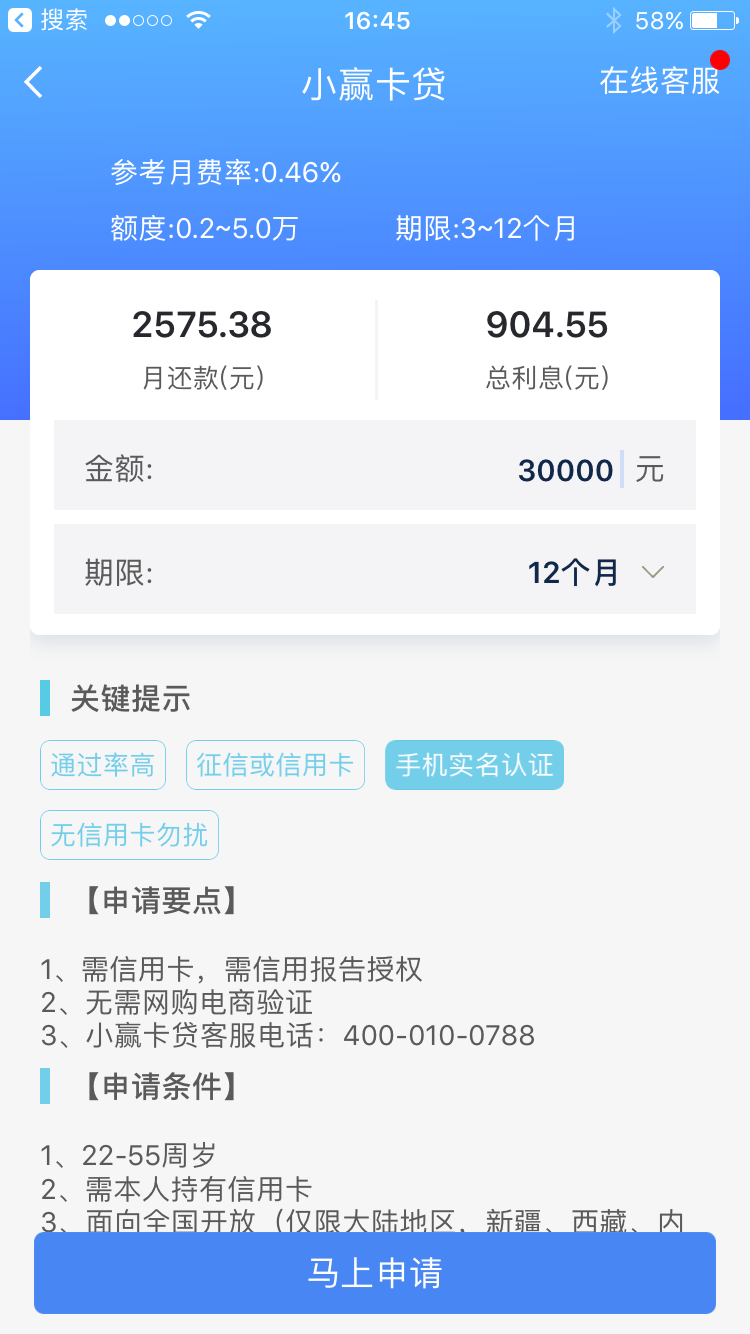 搜索 16:45 58%
小赢卡贷 在线客服
参考月费率:0.46%
额度:0.2~5.0万 期限:3~12个月
2575.38 904.55
月还款(元) 总利息(元)
金额: 30000 元
期限: 12个月
关键提示
通过率高 征信或信用卡 手机实名认证
无信用卡勿扰
【申请要点】
1、需信用卡，需信用报告授权
2、无需网购电商验证
3、小赢卡贷客服电话：400-010-0788
【申请条件】
1、22-55周岁
2、需本人持有信用卡
3、面向全国开放（仅限大陆地区，新疆、西藏、内
马上申请